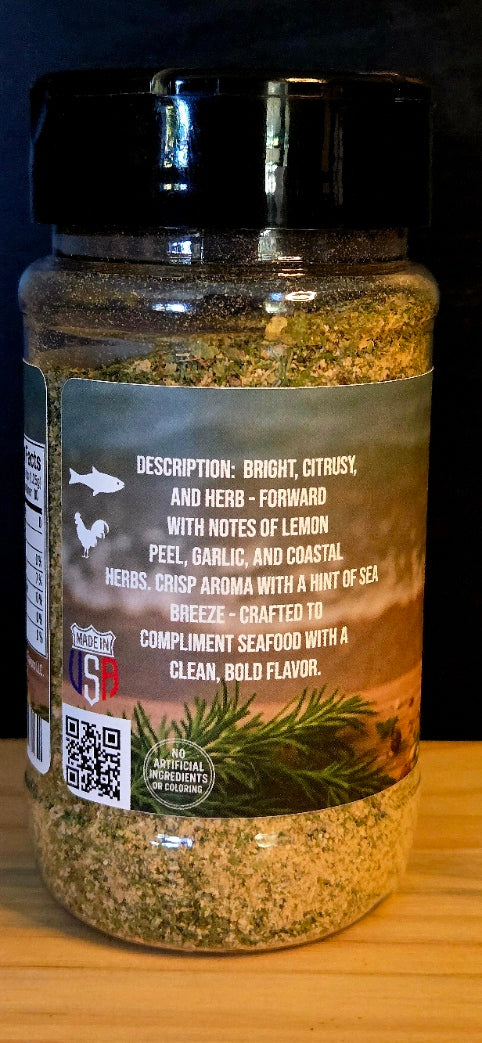 DESCRIPTION: BRIGHT, CITRUSY,
AND HERB - FORWARD
WITH NOTES OF LEMON
PEEL, GARLIC, AND COASTAL
HERBS. CRISP AROMA WITH A HINT OF SEA
BREEZE - CRAFTED TO
COMPLIMENT SEAFOOD WITH A
CLEAN, BOLD FLAVOR.
MADE IN
USA
NO
ARTIFICIAL
INGREDIENTS
OR COLORING
Facts